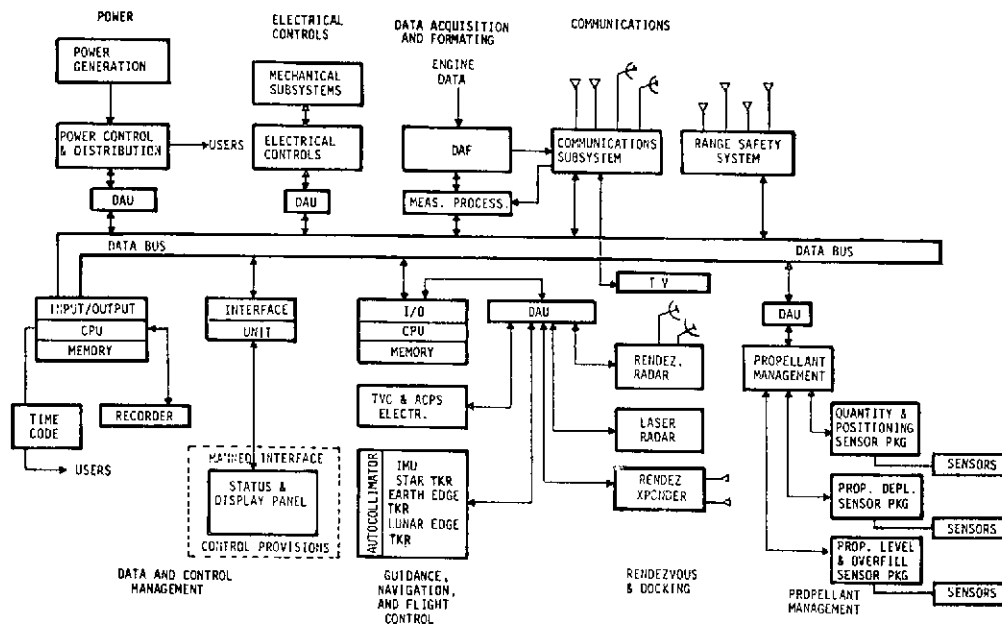 POWER
ELECTRICAL
CONTROLS
DATA ACQUISITION
AND FORMATING
COMMUNICATIONS
POWER
GENERATION
MECHANICAL
SUBSYSTEMS
ENGINE
DATA
POWER CONTROL
& DISTRIBUTION
USERS
ELECTRICAL
CONTROLS
DAF
COMMUNICATIONS
SUBSYSTEM
RANGE SAFETY
SYSTEM
DAU
DAU
MEAS. PROCESS.
DATA BUS
DATA BUS
T V
INPUT/OUTPUT
CPU
MEMORY
INTERFACE
UNIT
I/O
CPU
MEMORY
DAU
DAU
RENDEZ.
RADAR
PROPELLANT
MANAGEMENT
TIME
CODE
RECORDER
USERS
TVC & ACPS
ELECTR.
LASER
RADAR
QUANTITY &
POSITIONING
SENSOR PKG
SENSORS
MANNED INTERFACE
STATUS &
DISPLAY PANEL
CONTROL PROVISIONS
AUTOCOLLIMATOR
IMU
STAR TKR
EARTH EDGE
TKR
LUNAR EDGE
TKR
RENDEZ
XPONDER
PROP. DEPL.
SENSOR PKG
SENSORS
PROP. LEVEL
& OVERFILL
SENSOR PKG
SENSORS
DATA AND CONTROL
MANAGEMENT
GUIDANCE,
NAVIGATION,
AND FLIGHT
CONTROL
RENDEZVOUS
& DOCKING
PROPELLANT
MANAGEMENT